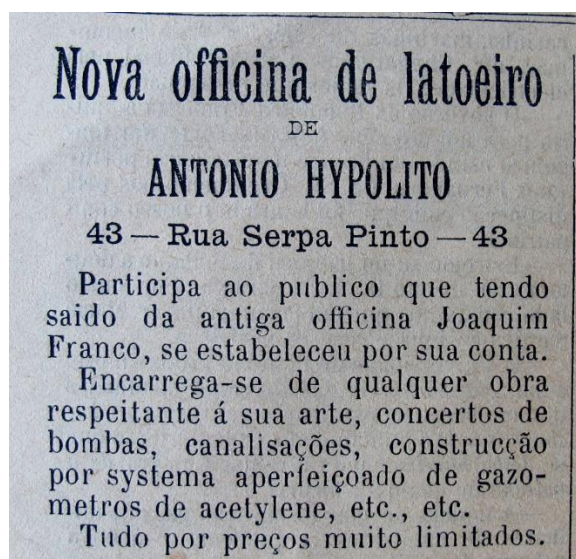 Nova officina de latoeiro
DE
ANTONIO HYPOLITO
43 — Rua Serpa Pinto — 43
Participa ao publico que tendo
saido da antiga officina Joaquim
Franco, se estabeleceu por sua conta.
Encarrega-se de qualquer obra
respeitante á sua arte, concertos de
bombas, canalisações, construcção
por systema aperfeiçoado de gazo-
metros de acetylene, etc., etc.
Tudo por preços muito limitados.